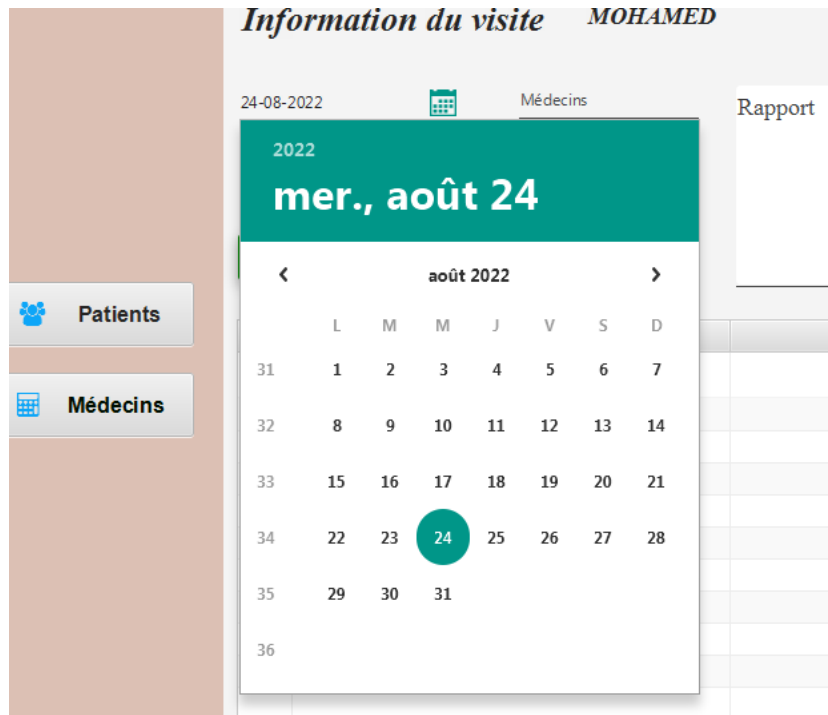 Information du visite MOHAMED
24-08-2022 Médecins Rapport
2022
mer., août 24
août 2022
L M M J V S D
31 1 2 3 4 5 6 7
32 8 9 10 11 12 13 14
33 15 16 17 18 19 20 21
34 22 23 24 25 26 27 28
35 29 30 31
36
Patients
Médecins